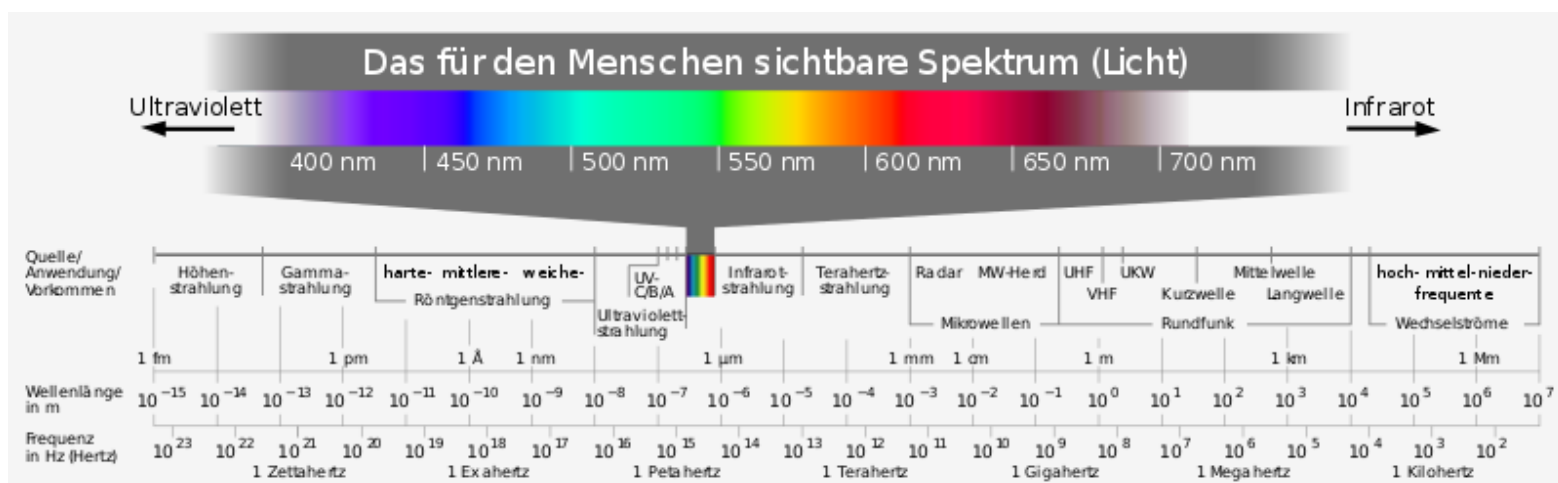 Das für den Menschen sichtbare Spektrum (Licht)
Ultraviolett
Infrarot
400 nm 450 nm 500 nm 550 nm 600 nm 650 nm 700 nm
Quelle/
Anwendung/
Vorkommen
Höhen-
strahlung
Gamma-
strahlung
harte- mittlere- weiche-
Röntgenstrahlung
UV-
C/B/A
Ultraviolett-
strahlung
Infrarot-
strahlung
Terahertz-
strahlung
Radar MW-Herd
Mikrowellen
UHF UKW Mittelwelle
VHF Kurzwelle Langwelle
Rundfunk
hoch- mittel-nieder-
frequente
Wechselströme
1 fm 1 pm 1 Å 1 nm 1 µm 1 mm 1 cm 1 m 1 km 1 Mm
Wellenlänge
in m
10⁻¹⁵ 10⁻¹⁴ 10⁻¹³ 10⁻¹² 10⁻¹¹ 10⁻¹⁰ 10⁻⁹ 10⁻⁸ 10⁻⁷ 10⁻⁶ 10⁻⁵ 10⁻⁴ 10⁻³ 10⁻² 10⁻¹ 10⁰ 10¹ 10² 10³ 10⁴ 10⁵ 10⁶ 10⁷
Frequenz
in Hz (Hertz)
10²³ 10²² 10²¹ 10²⁰ 10¹⁹ 10¹⁸ 10¹⁷ 10¹⁶ 10¹⁵ 10¹⁴ 10¹³ 10¹² 10¹¹ 10¹⁰ 10⁹ 10⁸ 10⁷ 10⁶ 10⁵ 10⁴ 10³ 10²
1 Zettahertz 1 Exahertz 1 Petahertz 1 Terahertz 1 Gigahertz 1 Megahertz 1 Kilohertz